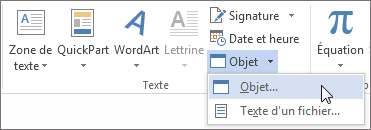 Zone de texte
QuickPart
WordArt
Lettrine
Signature
Date et heure
Objet
Équation
Texte
Objet...
Texte d'un fichier...